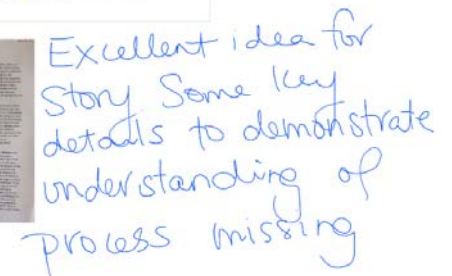 Excellent idea for
story. Some key
details to demonstrate
understanding of
process missing